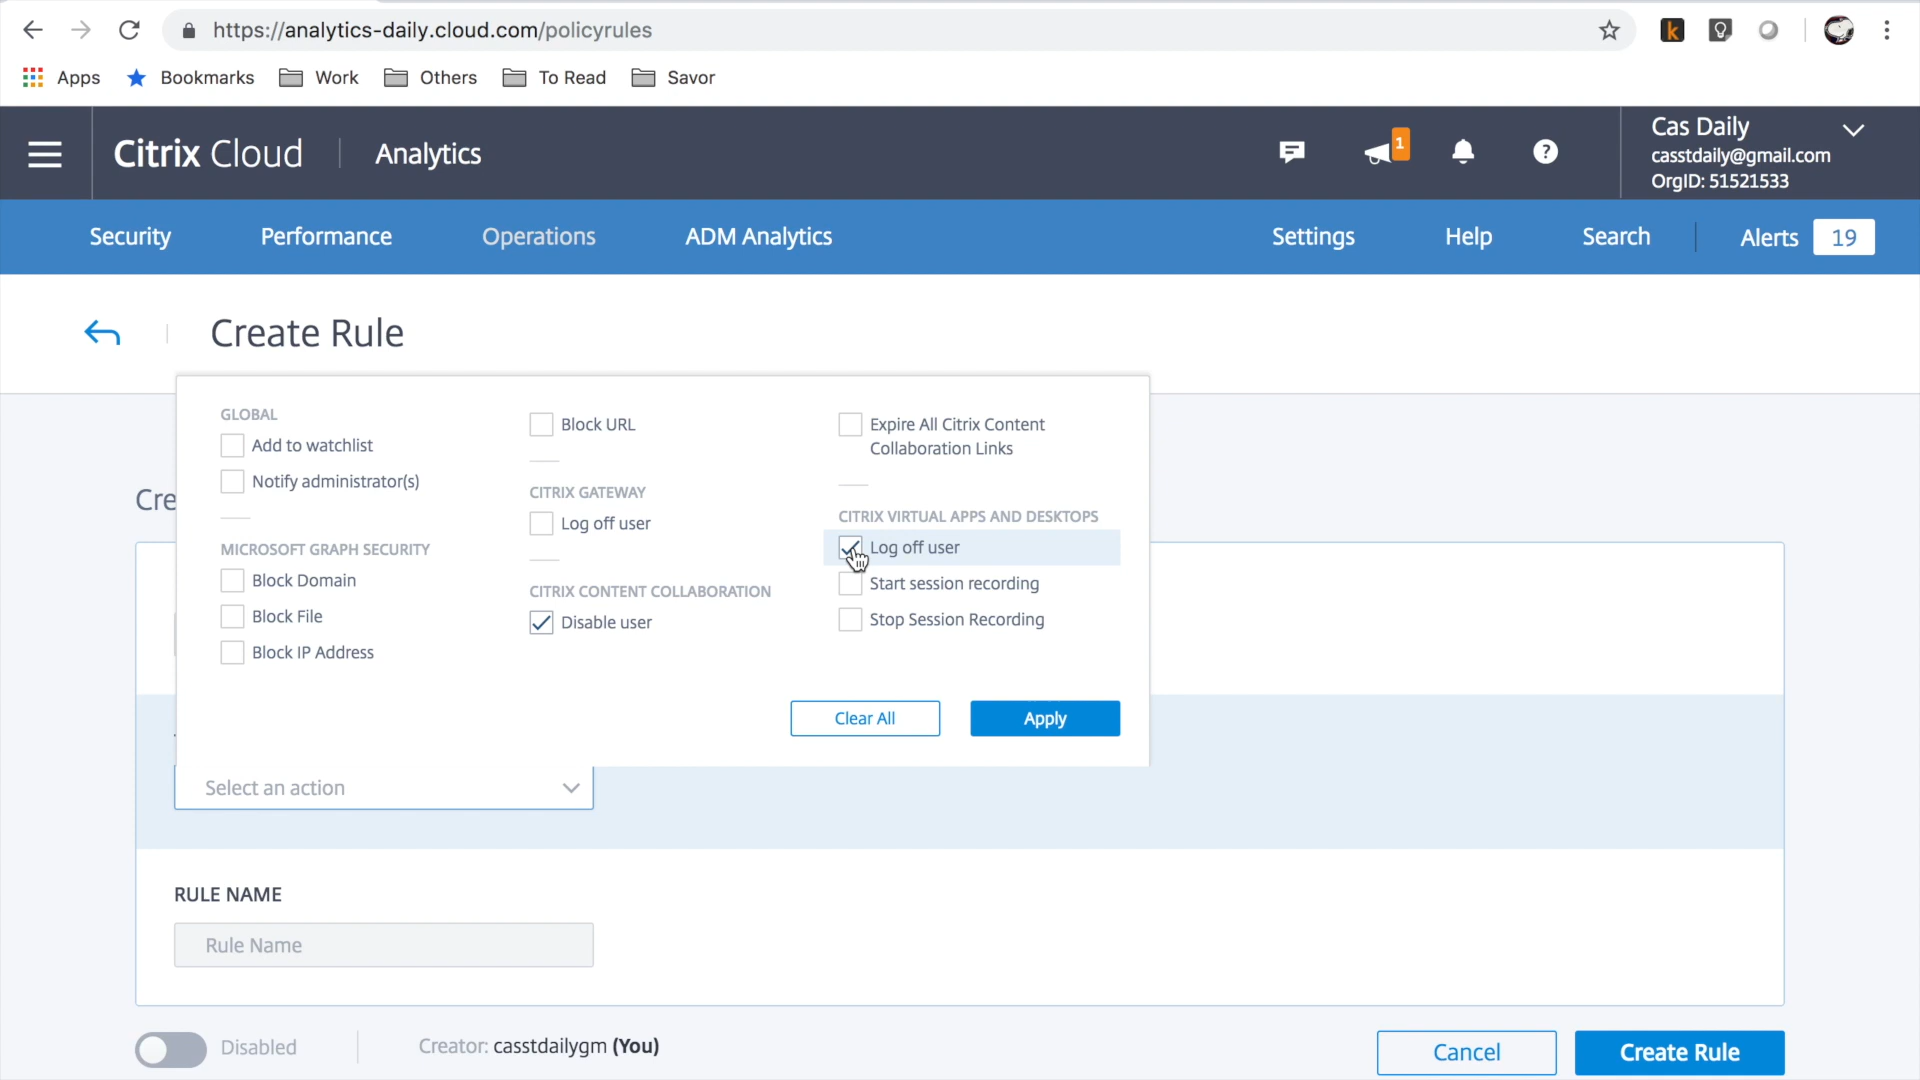 https://analytics-daily.cloud.com/policyrules
k
Apps Bookmarks Work Others To Read Savor
Citrix Cloud Analytics
1
?
Cas Daily
casstdaily@gmail.com
OrgID: 51521533
Security Performance Operations ADM Analytics Settings Help Search Alerts 19
Create Rule
Cre
GLOBAL
Add to watchlist
Notify administrator(s)
MICROSOFT GRAPH SECURITY
Block Domain
Block File
Block IP Address
Block URL
CITRIX GATEWAY
Log off user
CITRIX CONTENT COLLABORATION
Disable user
Expire All Citrix Content
Collaboration Links
CITRIX VIRTUAL APPS AND DESKTOPS
Log off user
Start session recording
Stop Session Recording
Clear All Apply
Select an action
RULE NAME
Rule Name
Disabled Creator: casstdailygm (You) Cancel Create Rule